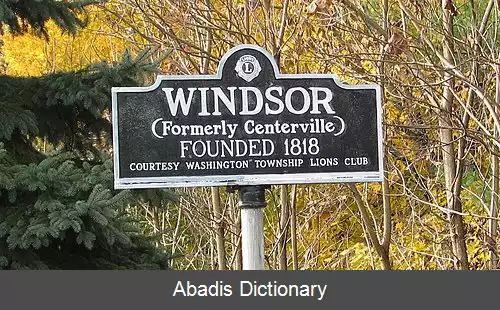 L
WINDSOR
(Formerly Centerville)
FOUNDED 1818
COURTESY WASHINGTON TOWNSHIP LIONS CLUB
Abadis Dictionary